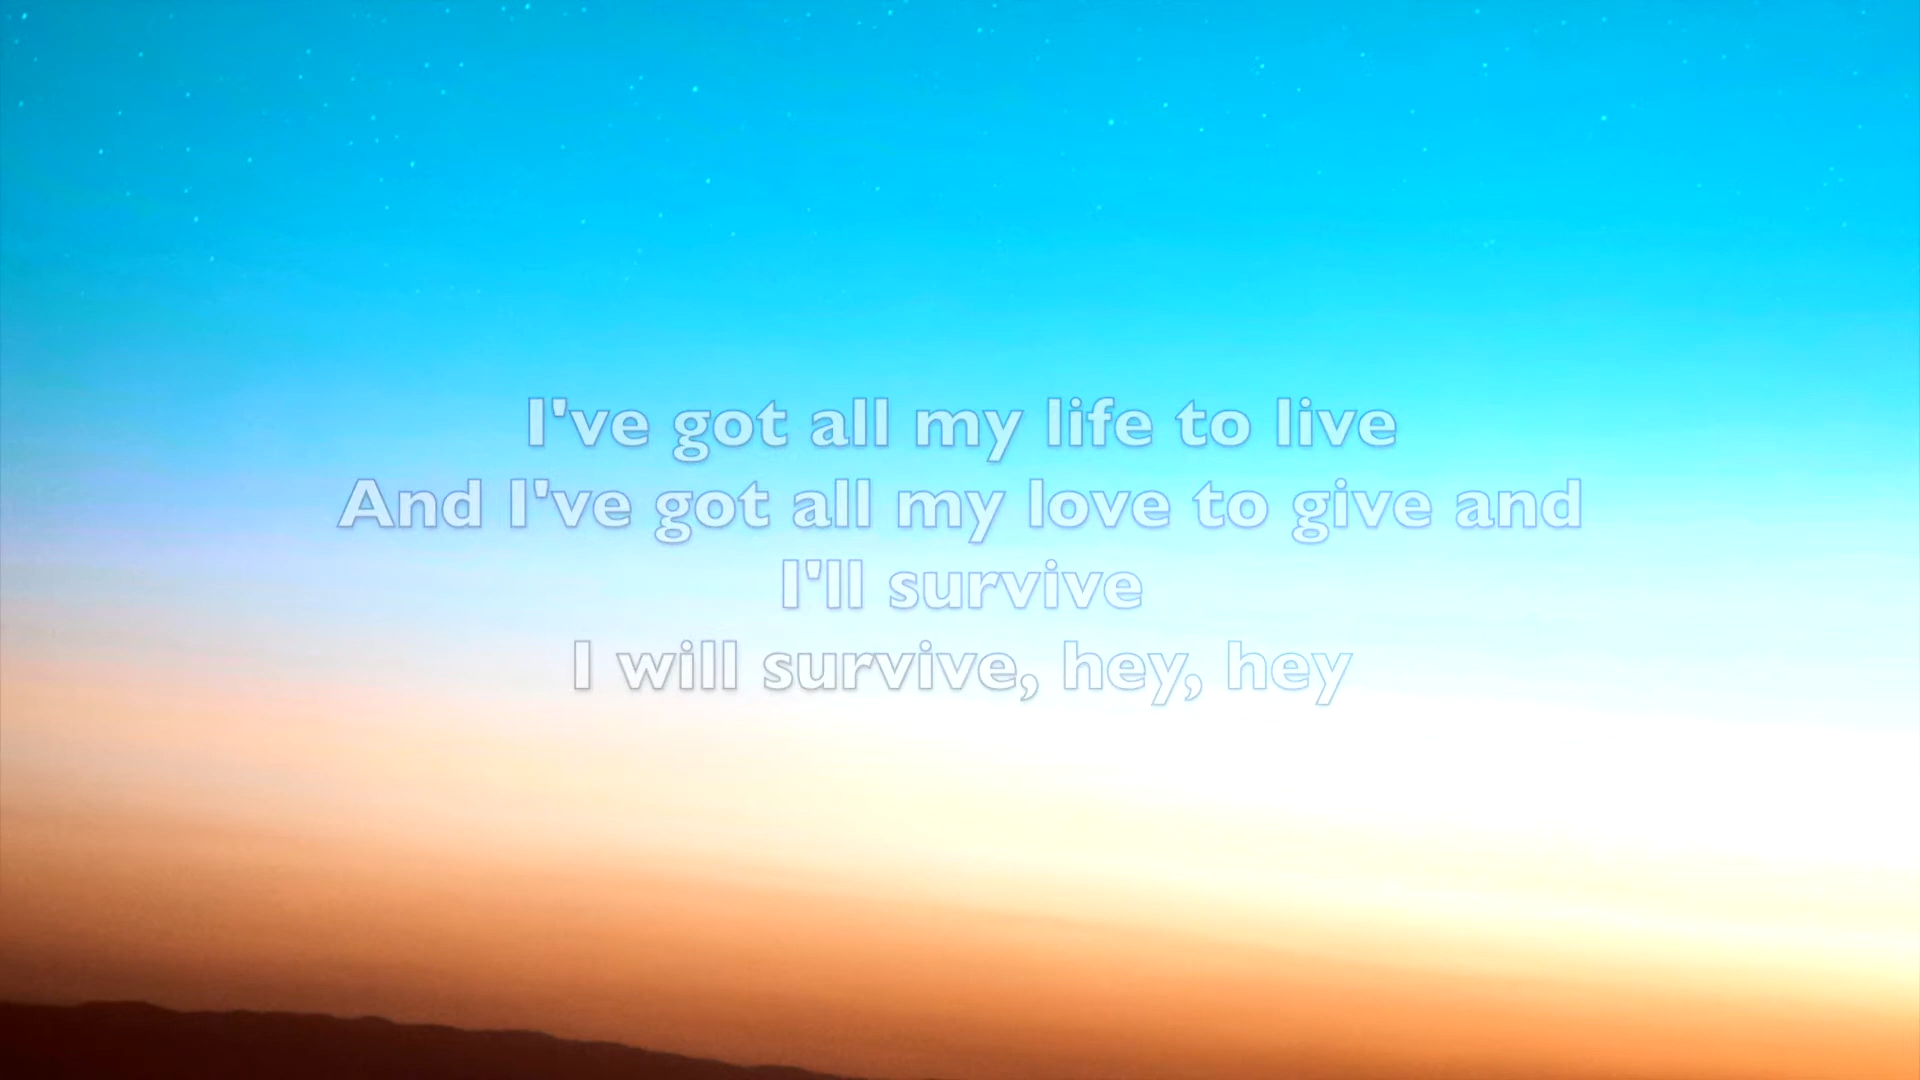 I've got all my life to live
And I've got all my love to give and
I'll survive
I will survive, hey, hey